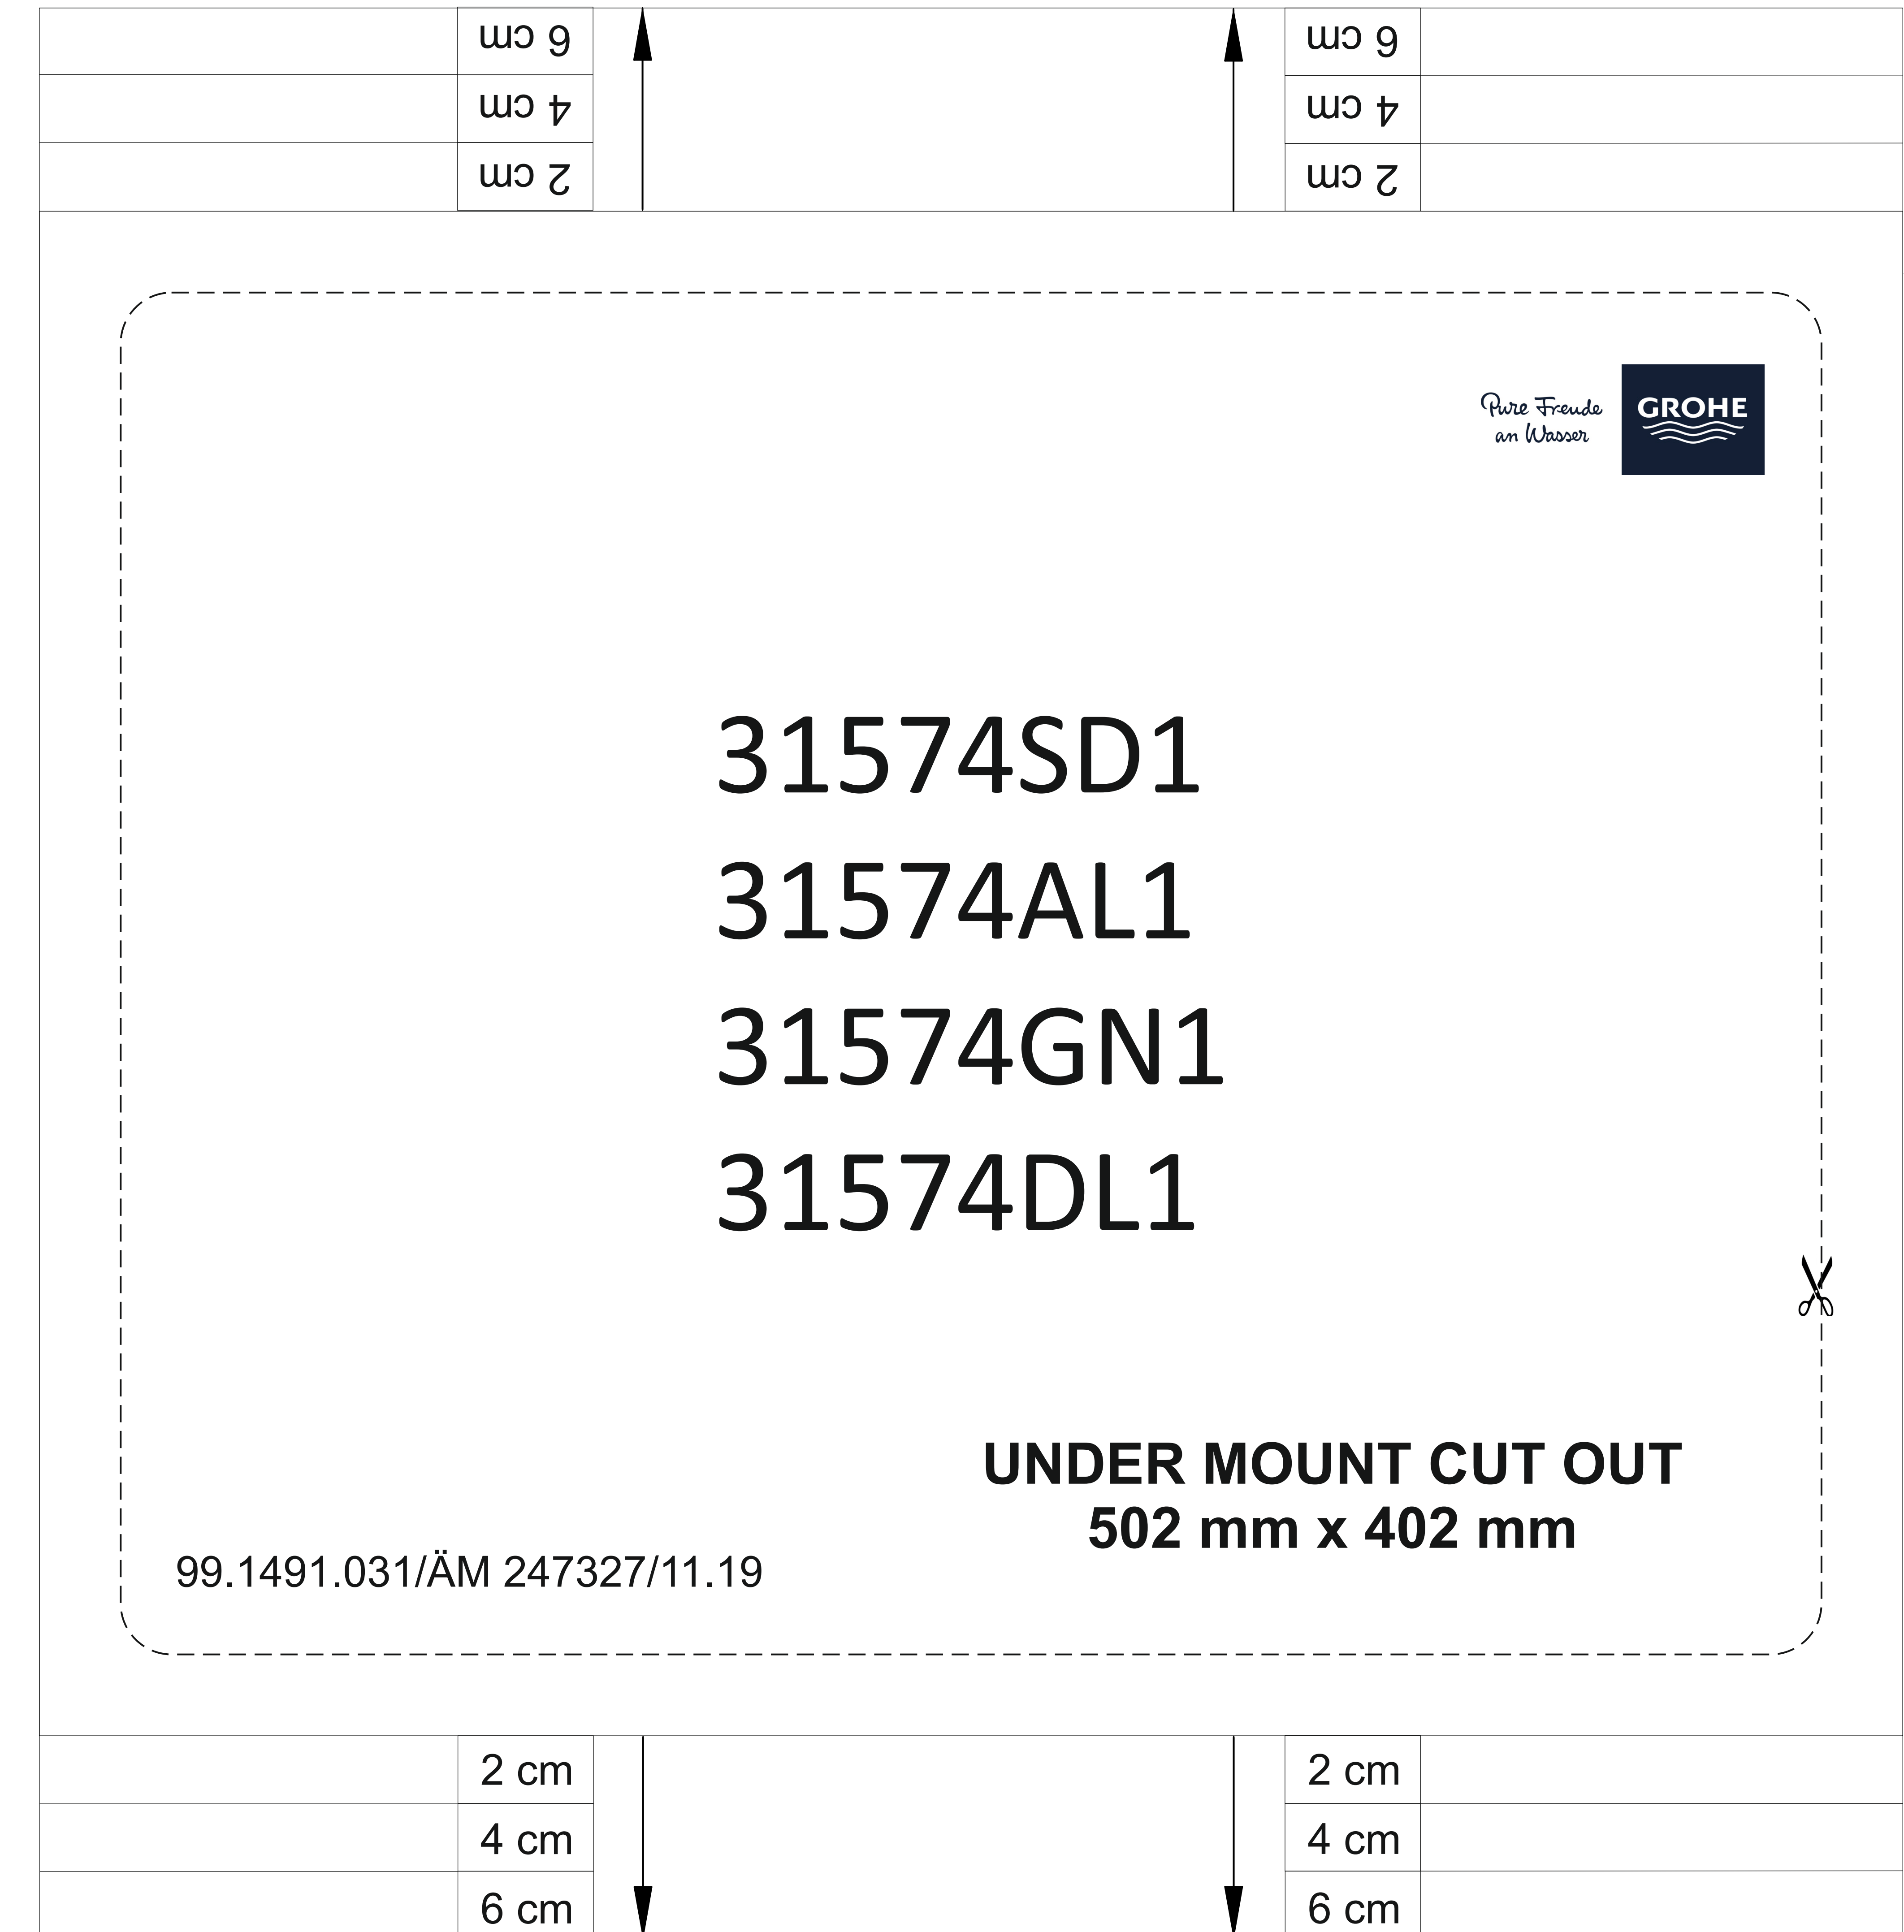 6 cm 6 cm
4 cm 4 cm
2 cm 2 cm
Pure Freude
an Wasser
GROHE
31574SD1
31574AL1
31574GN1
31574DL1
UNDER MOUNT CUT OUT
502 mm x 402 mm
99.1491.031/ÄM 247327/11.19
2 cm 2 cm
4 cm 4 cm
6 cm 6 cm